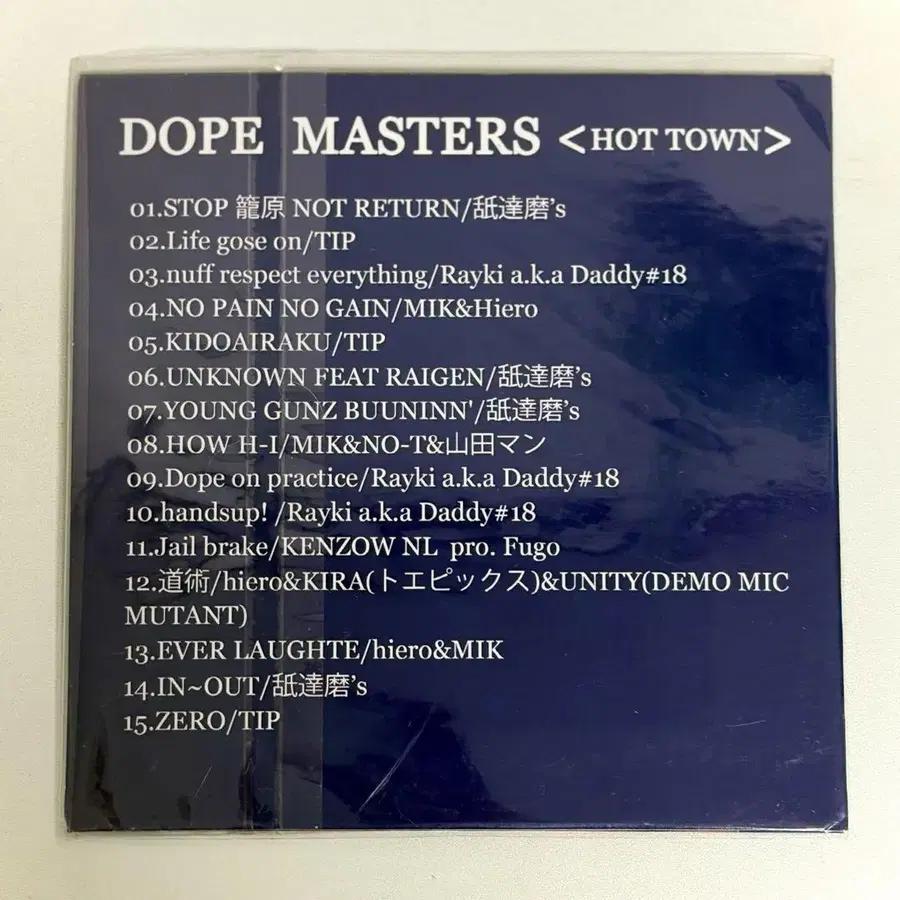 DOPE MASTERS <HOT TOWN>
01.STOP 籠原 NOT RETURN/舐達磨's
02.Life gose on/TIP
03.nuff respect everything/Rayki a.k.a Daddy#18
04.NO PAIN NO GAIN/MIK&Hiero
05.KIDOAIRAKU/TIP
06.UNKNOWN FEAT RAIGEN/舐達磨's
07.YOUNG GUNZ BUUNINN'/舐達磨's
08.HOW H-I/MIK&NO-T&山田マン
09.Dope on practice/Rayki a.k.a Daddy#18
10.handsup! /Rayki a.k.a Daddy#18
11.Jail brake/KENZOW NL pro. Fugo
12.道術/hiero&KIRA(トエピックス)&UNITY(DEMO MIC
MUTANT)
13.EVER LAUGHTE/hiero&MIK
14.IN~OUT/舐達磨's
15.ZERO/TIP